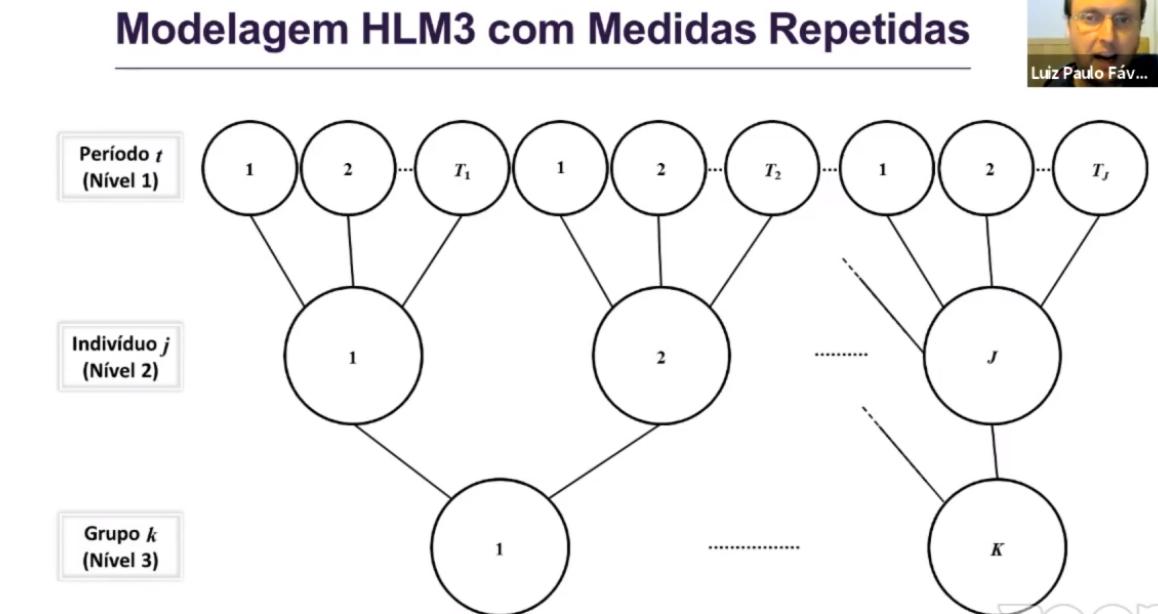 Modelagem HLM3 com Medidas Repetidas
Luiz Paulo Fáv...
Período t
(Nível 1)
1 2 ... T₁ 1 2 ... T₂ ... 1 2 ... T_J
Indivíduo j
(Nível 2)
1 2 .......... J
Grupo k
(Nível 3)
1 ................. K